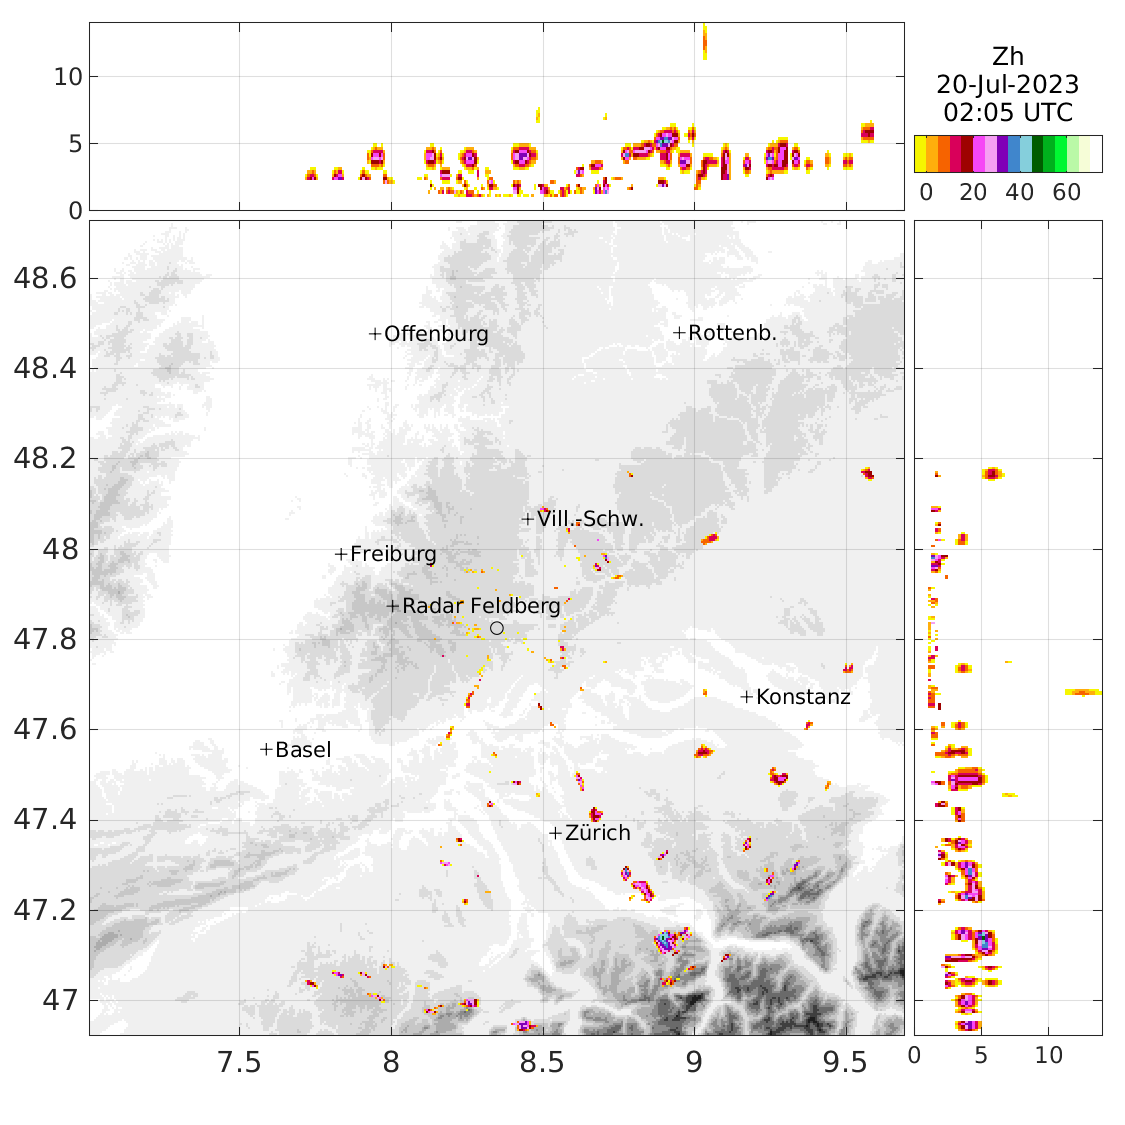 10
5
0
Zh
20-Jul-2023
02:05 UTC
0 20 40 60
48.6
48.4
48.2
48
47.8
47.6
47.4
47.2
47
+Offenburg
+Rottenb.
+Vill.-Schw.
+Freiburg
+Radar Feldberg
+Konstanz
+Basel
+Zürich
7.5 8 8.5 9 9.5
0 5 10